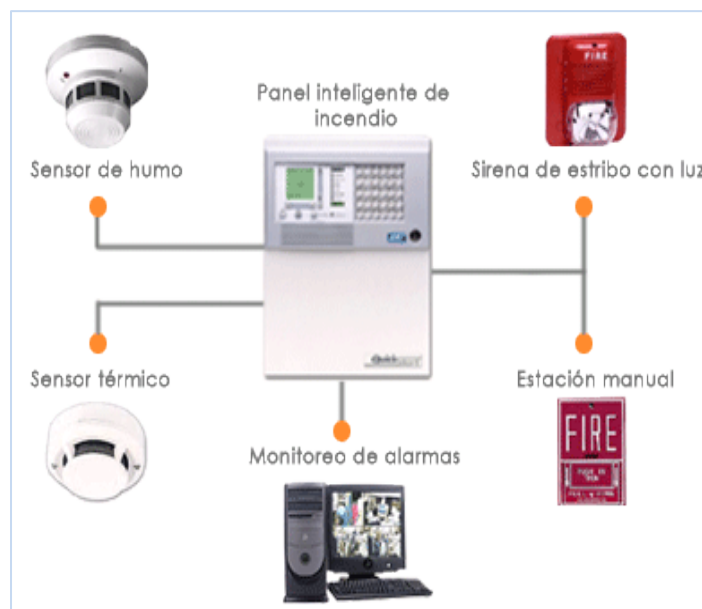 Panel inteligente de
incendio
FIRE
Sensor de humo
Sirena de estribo con luz
Sensor térmico
Estación manual
FIRE
Monitoreo de alarmas